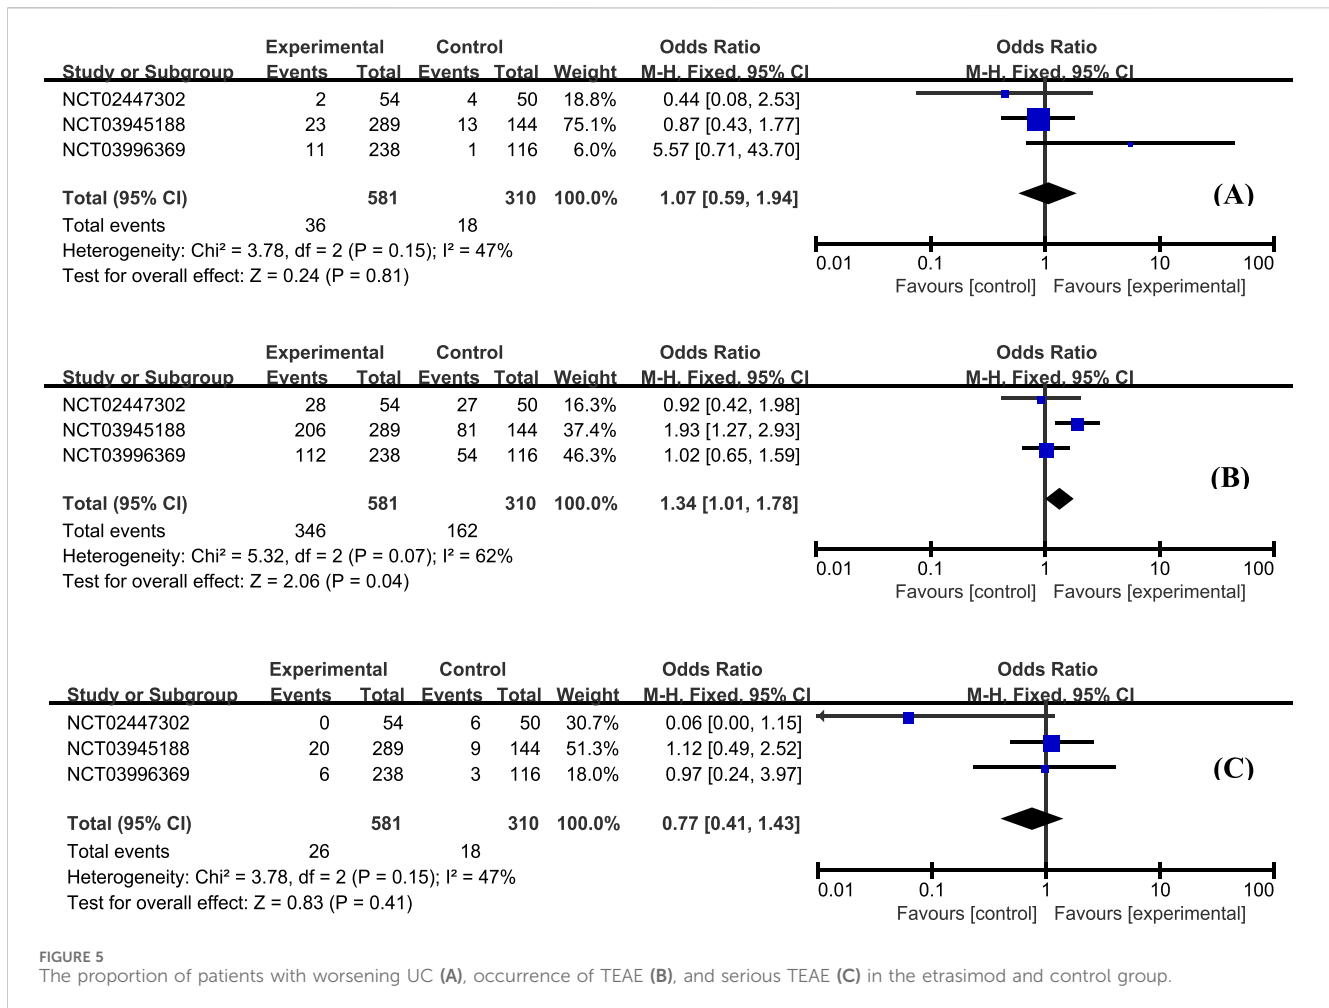 Experimental Control Odds Ratio Odds Ratio
Study or Subgroup Events Total Events Total Weight M-H, Fixed, 95% CI M-H, Fixed, 95% CI
NCT02447302 2 54 4 50 18.8% 0.44 [0.08, 2.53]
NCT03945188 23 289 13 144 75.1% 0.87 [0.43, 1.77]
NCT03996369 11 238 1 116 6.0% 5.57 [0.71, 43.70]
Total (95% CI) 581 310 100.0% 1.07 [0.59, 1.94] (A)
Total events 36 18
Heterogeneity: Chi² = 3.78, df = 2 (P = 0.15); I² = 47%
0.01 0.1 1 10 100
Test for overall effect: Z = 0.24 (P = 0.81)
Favours [control] Favours [experimental]
Experimental Control Odds Ratio Odds Ratio
Study or Subgroup Events Total Events Total Weight M-H, Fixed, 95% CI M-H, Fixed, 95% CI
NCT02447302 28 54 27 50 16.3% 0.92 [0.42, 1.98]
NCT03945188 206 289 81 144 37.4% 1.93 [1.27, 2.93]
NCT03996369 112 238 54 116 46.3% 1.02 [0.65, 1.59]
(B)
Total (95% CI) 581 310 100.0% 1.34 [1.01, 1.78]
Total events 346 162
Heterogeneity: Chi² = 5.32, df = 2 (P = 0.07); I² = 62%
0.01 0.1 1 10 100
Test for overall effect: Z = 2.06 (P = 0.04)
Favours [control] Favours [experimental]
Experimental Control Odds Ratio Odds Ratio
Study or Subgroup Events Total Events Total Weight M-H, Fixed, 95% CI M-H, Fixed, 95% CI
NCT02447302 0 54 6 50 30.7% 0.06 [0.00, 1.15]
NCT03945188 20 289 9 144 51.3% 1.12 [0.49, 2.52]
NCT03996369 6 238 3 116 18.0% 0.97 [0.24, 3.97] (C)
Total (95% CI) 581 310 100.0% 0.77 [0.41, 1.43]
Total events 26 18
Heterogeneity: Chi² = 3.78, df = 2 (P = 0.15); I² = 47%
0.01 0.1 1 10 100
Test for overall effect: Z = 0.83 (P = 0.41)
Favours [control] Favours [experimental]
FIGURE 5
The proportion of patients with worsening UC (A), occurrence of TEAE (B), and serious TEAE (C) in the etrasimod and control group.